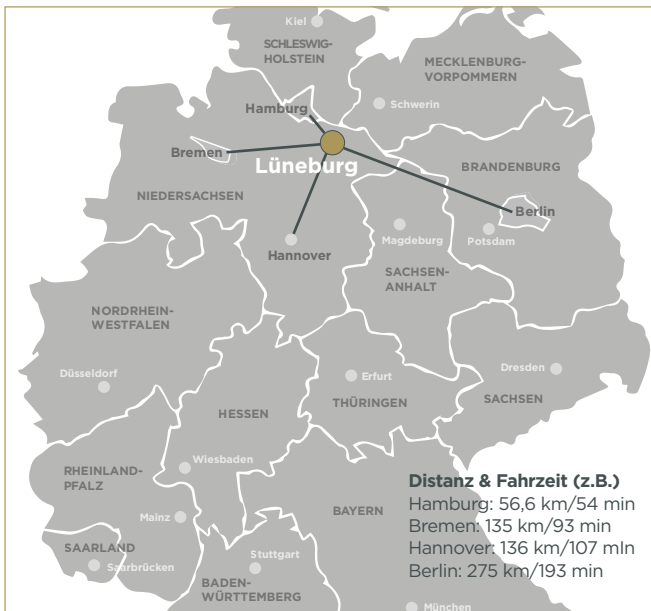 Kiel
SCHLESWIG-
HOLSTEIN
MECKLENBURG-
VORPOMMERN
Hamburg
Schwerin
Bremen
Lüneburg
BRANDENBURG
NIEDERSACHSEN
Berlin
Hannover
Magdeburg
Potsdam
SACHSEN-
ANHALT
NORDRHEIN-
WESTFALEN
Düsseldorf
Erfurt
Dresden
HESSEN
THÜRINGEN
SACHSEN
Wiesbaden
RHEINLAND-
PFALZ
Mainz
BAYERN
SAARLAND
Saarbrücken
Stuttgart
BADEN-
WÜRTTEMBERG
München
Distanz & Fahrzeit (z.B.)
Hamburg: 56,6 km/54 min
Bremen: 135 km/93 min
Hannover: 136 km/107 mln
Berlin: 275 km/193 min